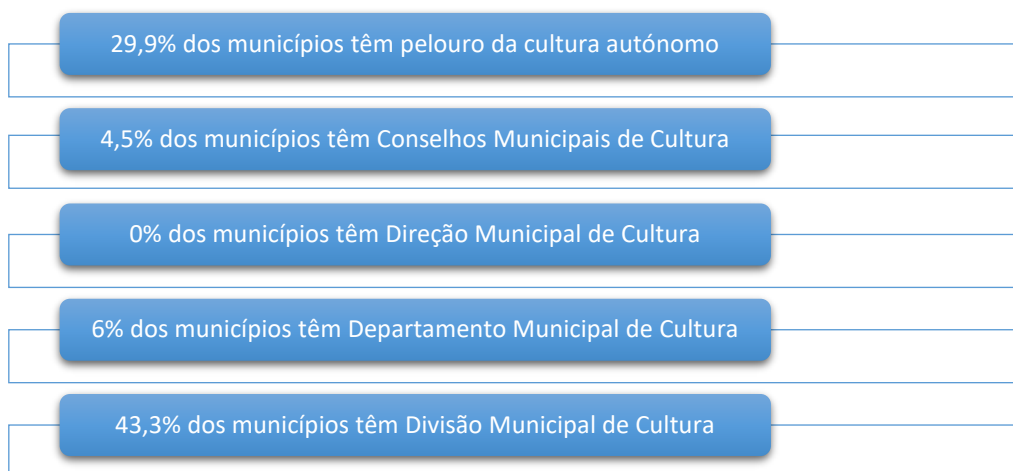 29,9% dos municípios têm pelouro da cultura autónomo
4,5% dos municípios têm Conselhos Municipais de Cultura
0% dos municípios têm Direção Municipal de Cultura
6% dos municípios têm Departamento Municipal de Cultura
43,3% dos municípios têm Divisão Municipal de Cultura